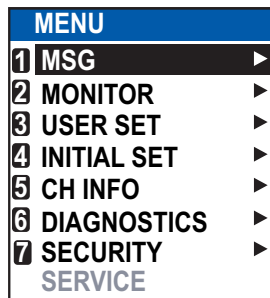 MENU
1 MSG
2 MONITOR
3 USER SET
4 INITIAL SET
5 CH INFO
6 DIAGNOSTICS
7 SECURITY
SERVICE